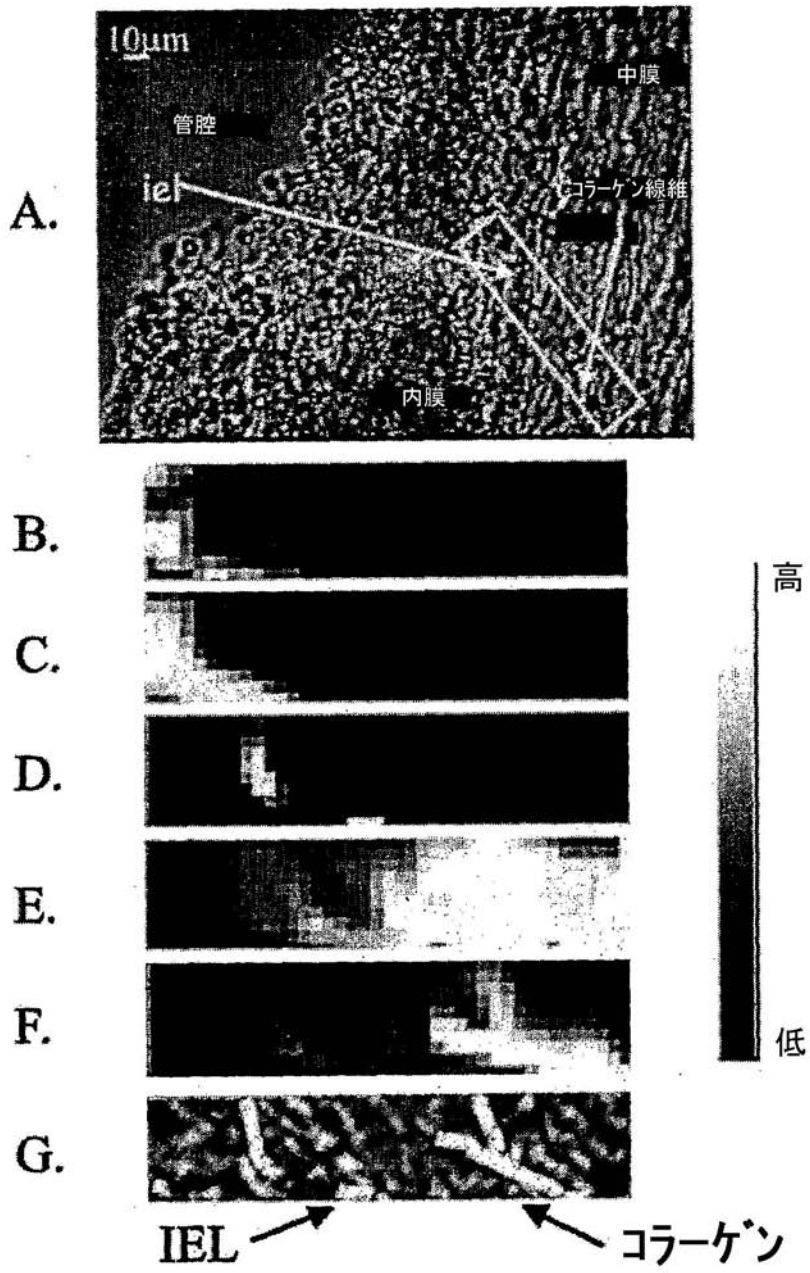 10μm
中膜
管腔
iel
コラーゲン線維
A.
内膜
B.
高
C.
D.
E.
F.
低
G.
IEL
コラーゲン